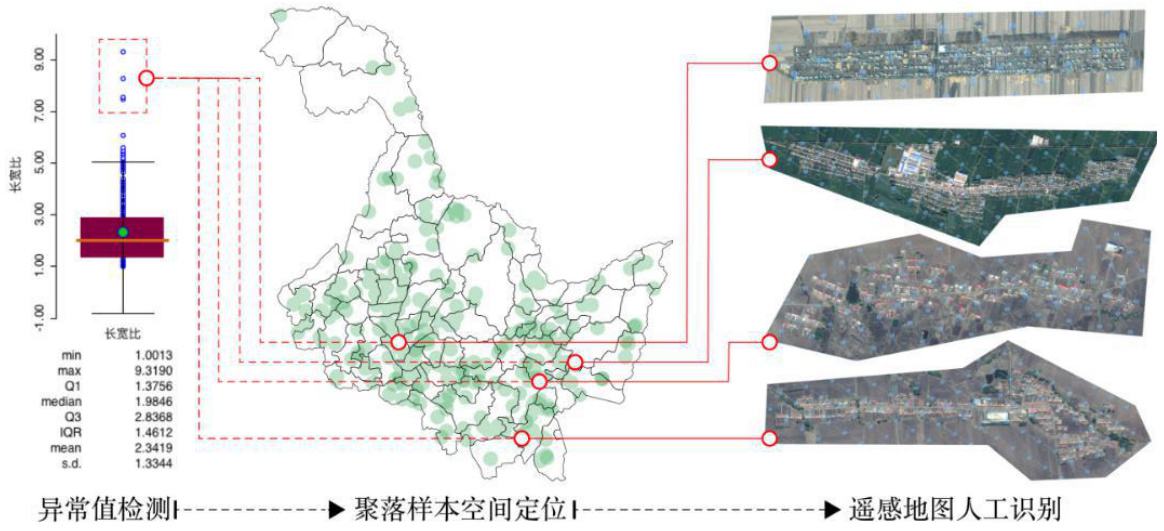 长宽比
9.00
7.00
5.00
3.00
1.00
-1.00
长宽比
min 1.0013
max 9.3190
Q1 1.3756
median 1.9846
Q3 2.8368
IQR 1.4612
mean 2.3419
s.d. 1.3344
异常值检测 聚落样本空间定位 遥感地图人工识别